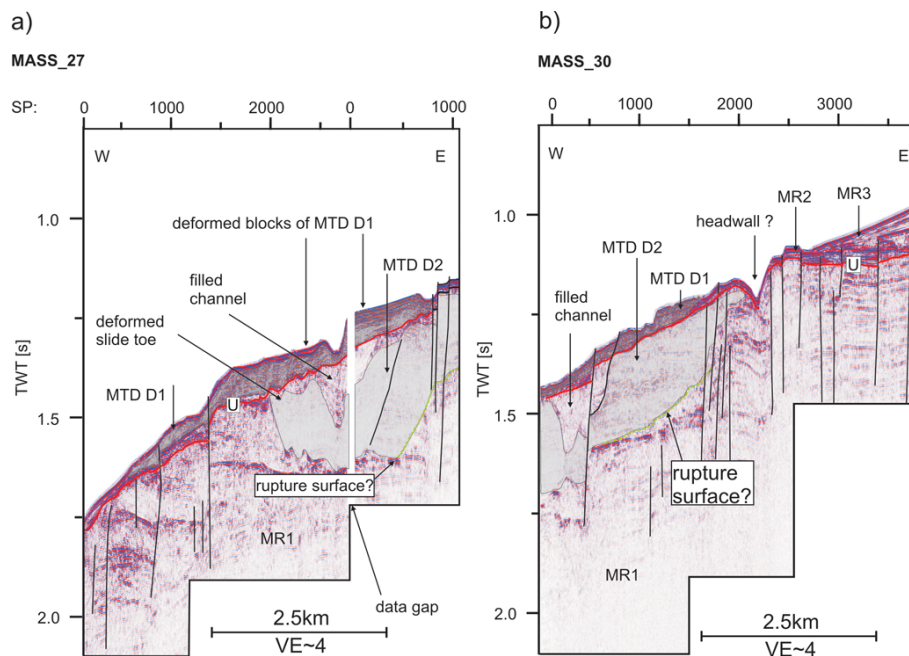 a)
MASS_27
SP:
0 1000 2000 0 1000
W
E
1.0
1.5
2.0
TWT [s]
deformed blocks of MTD D1
MTD D2
filled
channel
deformed
slide toe
MTD D1
U
rupture surface?
MR1
data gap
2.5km
VE~4
b)
MASS_30
0 1000 2000 3000
W
E
1.0
1.5
2.0
TWT [s]
MR2
MR3
headwall ?
MTD D2
MTD D1
U
filled
channel
rupture
surface?
MR1
2.5km
VE~4